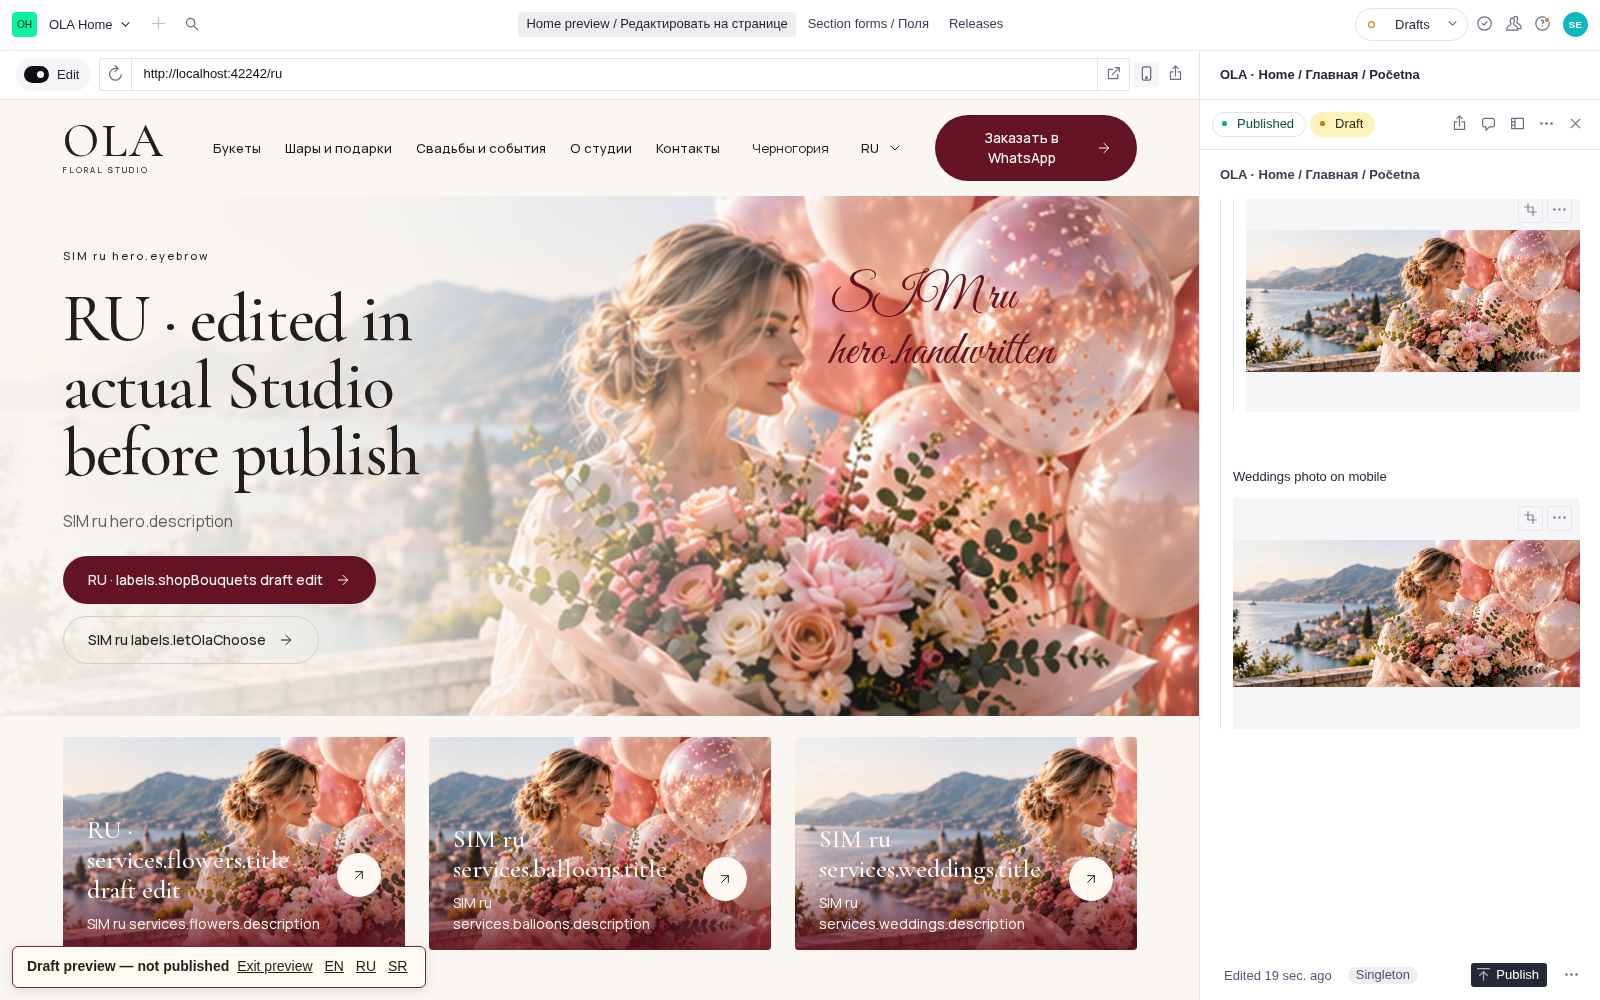 OH OLA Home Home preview / Редактировать на странице Section forms / Поля Releases Drafts SE
Edit http://localhost:42242/ru
OLA · Home / Главная / Početna
Published Draft
OLA · Home / Главная / Početna
OLA
FLORAL STUDIO
Букеты Шары и подарки Свадьбы и события О студии Контакты Черногория RU
Заказать в
WhatsApp
SIM ru hero.eyebrow
RU · edited in
actual Studio
before publish
SIM ru
hero.handwritten
SIM ru hero.description
RU · labels.shopBouquets draft edit
SIM ru labels.letOlaChoose
RU ·
services.flowers.title
draft edit
SIM ru services.flowers.description
SIM ru
services.balloons.title
SIM ru
services.balloons.description
SIM ru
services.weddings.title
SIM ru
services.weddings.description
Draft preview — not published Exit preview EN RU SR
Weddings photo on mobile
Edited 19 sec. ago Singleton Publish